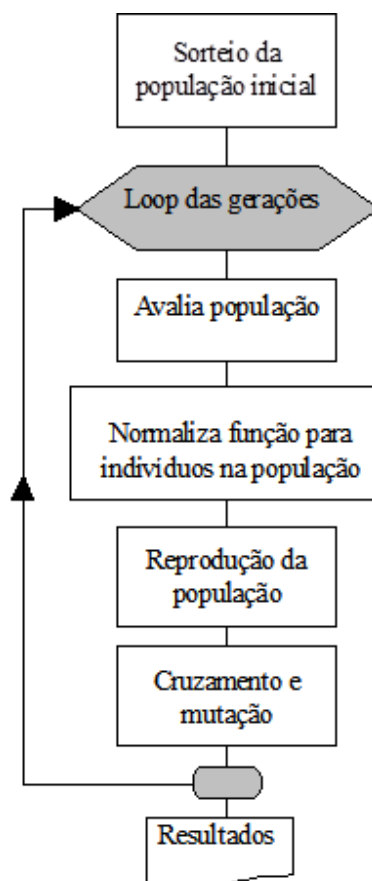 Sorteio da
população inicial
Loop das gerações
Avalia população
Normaliza função para
individuos na população
Reprodução da
população
Cruzamento e
mutação
Resultados